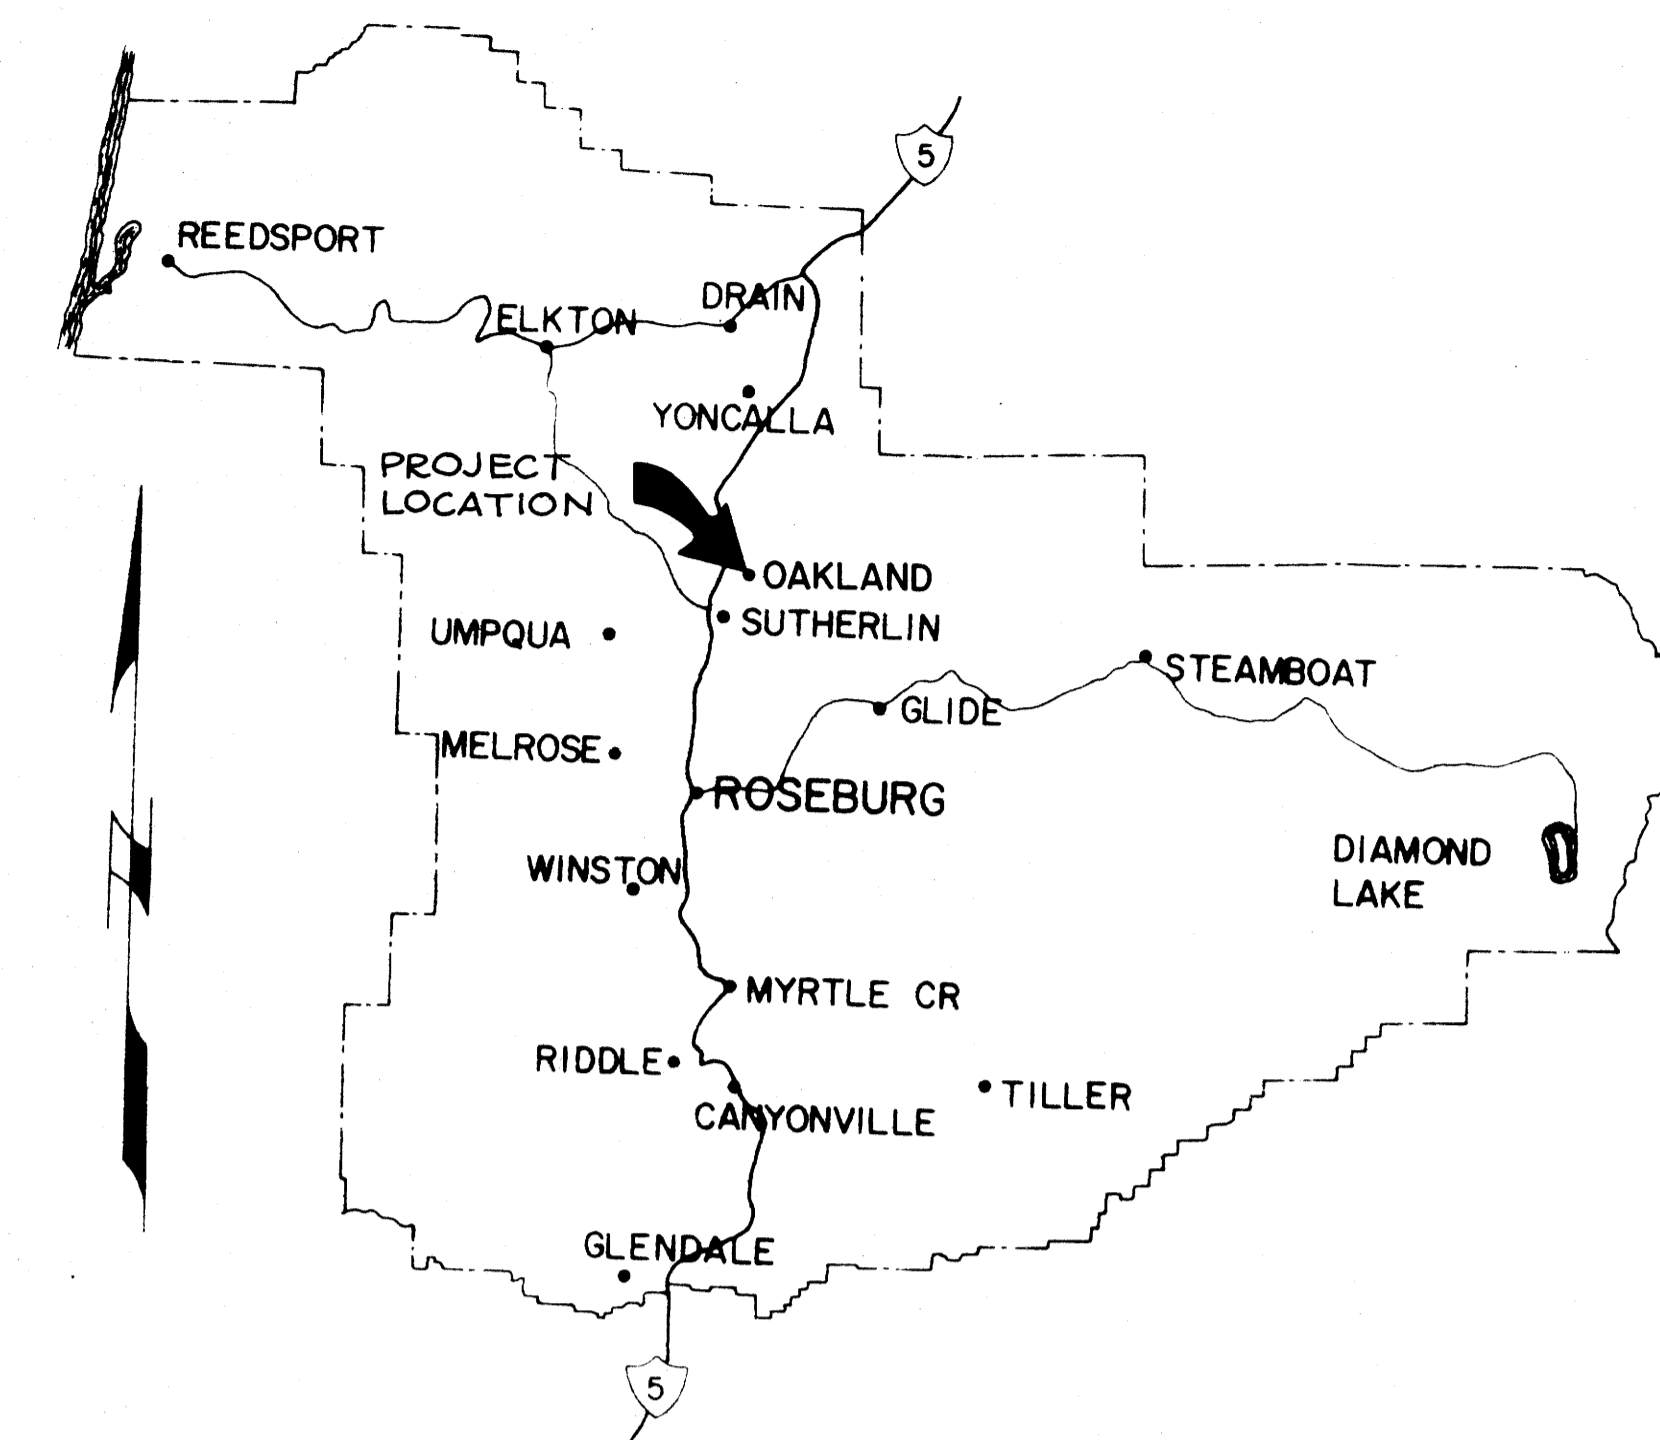 5
REEDSPORT
DRAIN
ELKTON
YONCALLA
PROJECT
LOCATION
OAKLAND
SUTHERLIN
UMPQUA
STEAMBOAT
GLIDE
MELROSE
ROSEBURG
DIAMOND
LAKE
WINSTON
MYRTLE CR
RIDDLE
TILLER
CANYONVILLE
GLENDALE
5
N